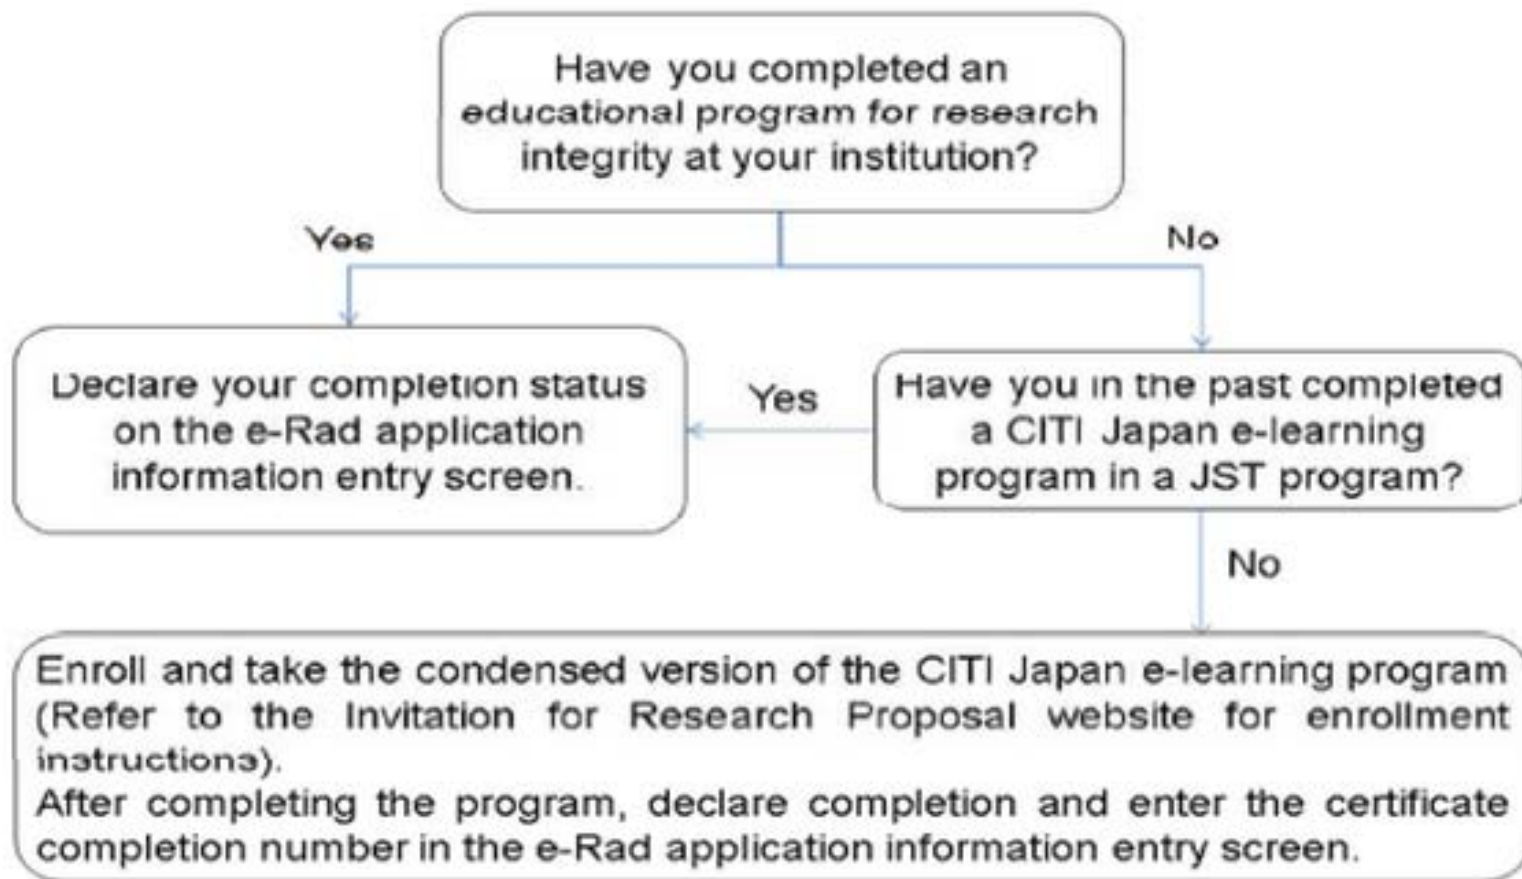 Have you completed an
educational program for research
integrity at your institution?
Yes
No
Declare your completion status
on the e-Rad application
information entry screen.
Yes
Have you in the past completed
a CITI Japan e-learning
program in a JST program?
No
Enroll and take the condensed version of the CITI Japan e-learning program
(Refer to the Invitation for Research Proposal website for enrollment
instructions).
After completing the program, declare completion and enter the certificate
completion number in the e-Rad application information entry screen.